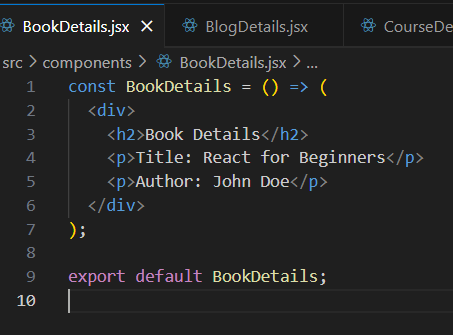 BookDetails.jsx × BlogDetails.jsx CourseDe
src > components > BookDetails.jsx > ...
1 const BookDetails = () => (
2   <div>
3     <h2>Book Details</h2>
4     <p>Title: React for Beginners</p>
5     <p>Author: John Doe</p>
6   </div>
7 );
8
9 export default BookDetails;
10